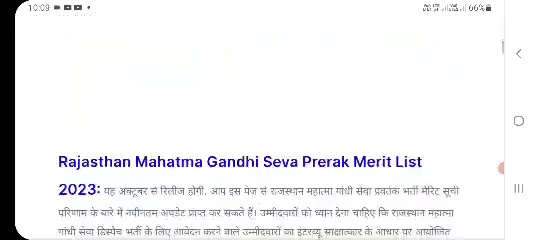 10:09
66%
Rajasthan Mahatma Gandhi Seva Prerak Merit List
2023: यह अक्टूबर से रिलीज होगी, आप इस पेज से राजस्थान महात्मा गांधी सेवा प्रवर्तक भर्ती मेरिट सूची
परिणाम के बारे में नवीनतम अपडेट प्राप्त कर सकते हैं। उम्मीदवारों को ध्यान देना चाहिए कि राजस्थान महात्मा
गांधी सेवा डिस्पैच भर्ती के लिए आवेदन करने वाले उम्मीदवारों का इंटरव्यू साक्षात्कार के आधार पर आयोजित